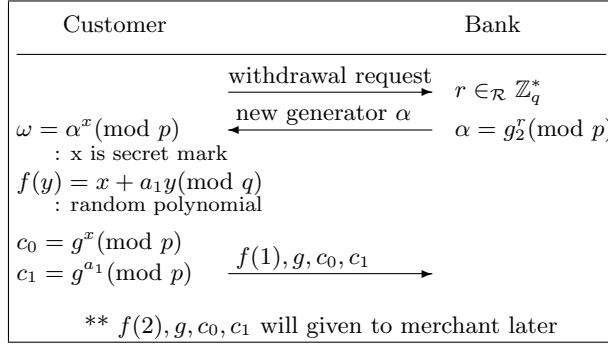 Customer Bank
withdrawal request
r ∈_R ℤ_q^*
new generator α
ω = α^x(mod p) α = g_2^r(mod p)
: x is secret mark
f(y) = x + a_1y(mod q)
: random polynomial
c_0 = g^x(mod p)
f(1), g, c_0, c_1
c_1 = g^{a_1}(mod p)
** f(2), g, c_0, c_1 will given to merchant later